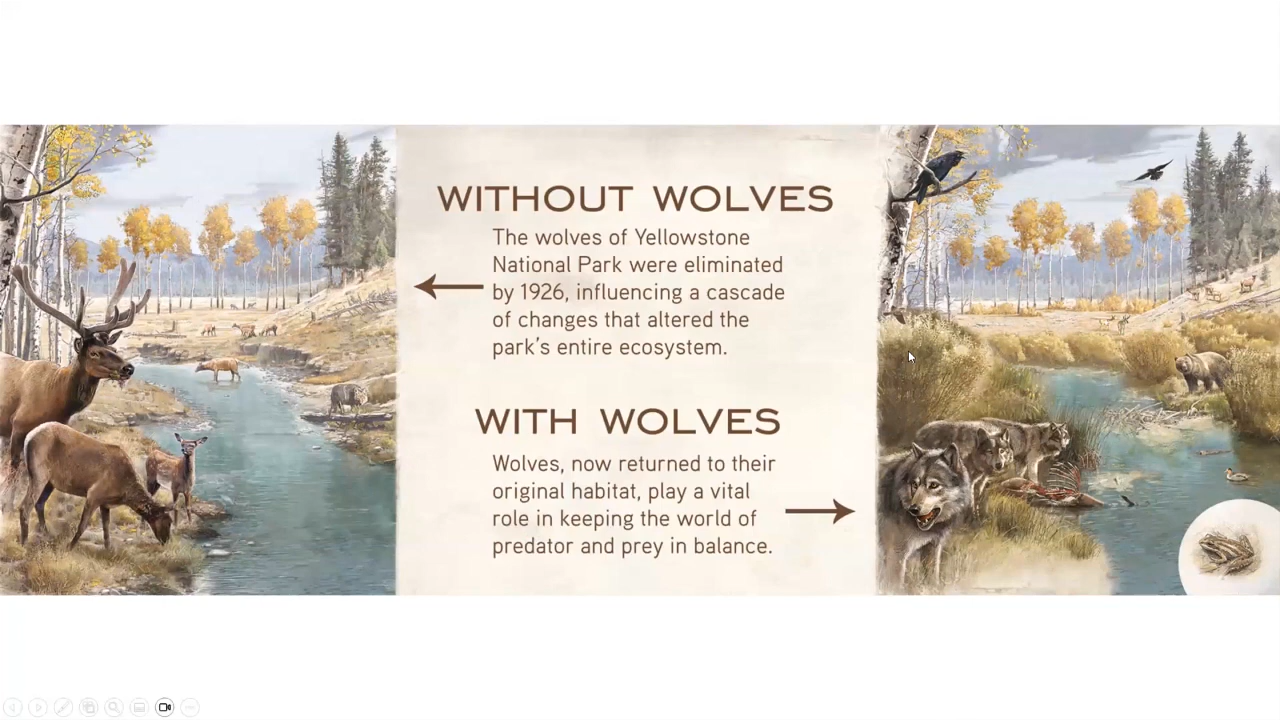 WITHOUT WOLVES
The wolves of Yellowstone
National Park were eliminated
by 1926, influencing a cascade
of changes that altered the
park’s entire ecosystem.
WITH WOLVES
Wolves, now returned to their
original habitat, play a vital
role in keeping the world of
predator and prey in balance.